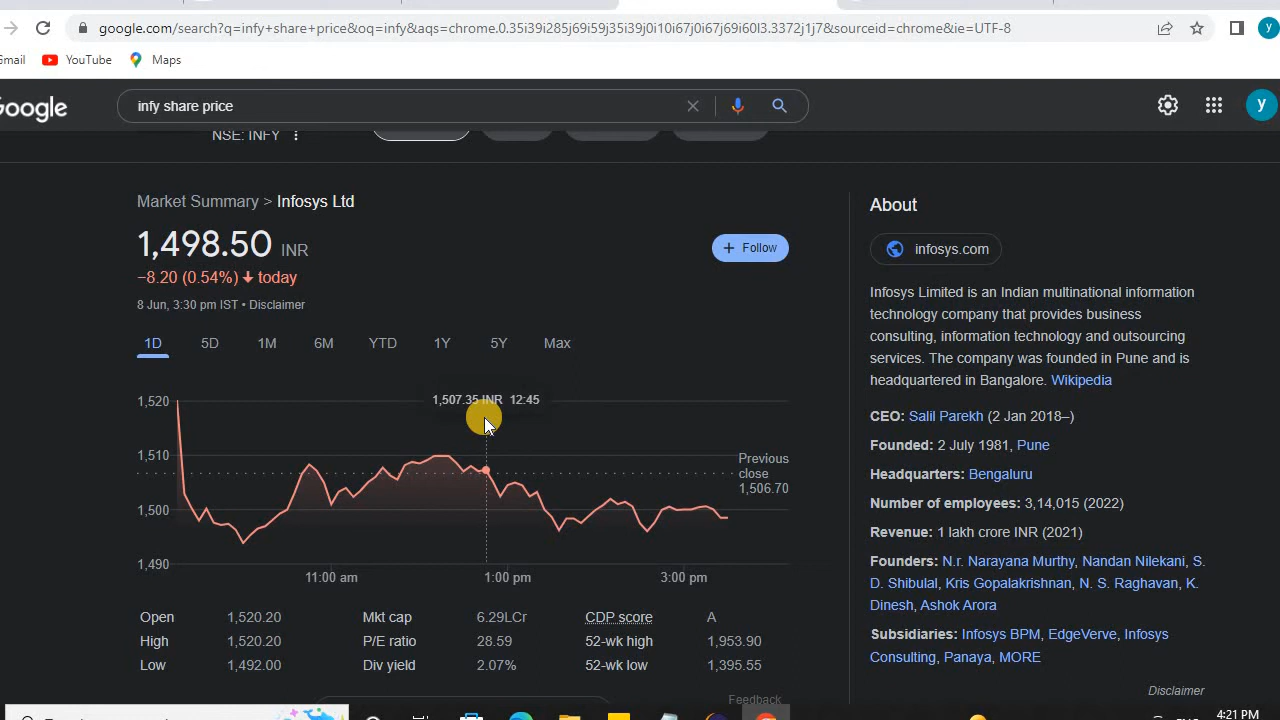 google.com/search?q=infy+share+price&oq=infy&aqs=chrome.0.35i39i285j69i59j35i39j0i10j67j0i67j69i60l3.3372j1j7&sourceid=chrome&ie=UTF-8
y
Gmail YouTube Maps
Google infy share price y
NSE: INFY
Market Summary > Infosys Ltd
1,498.50 INR
+ Follow
−8.20 (0.54%) today
8 Jun, 3:30 pm IST • Disclaimer
1D 5D 1M 6M YTD 1Y 5Y Max
1,507.35 INR 12:45
1,520
1,510
1,500
1,490
Previous
close
1,506.70
11:00 am 1:00 pm 3:00 pm
Open 1,520.20 Mkt cap 6.29LCr CDP score A
High 1,520.20 P/E ratio 28.59 52-wk high 1,953.90
Low 1,492.00 Div yield 2.07% 52-wk low 1,395.55
Feedback
About
infosys.com
Infosys Limited is an Indian multinational information
technology company that provides business
consulting, information technology and outsourcing
services. The company was founded in Pune and is
headquartered in Bangalore. Wikipedia
CEO: Salil Parekh (2 Jan 2018–)
Founded: 2 July 1981, Pune
Headquarters: Bengaluru
Number of employees: 3,14,015 (2022)
Revenue: 1 lakh crore INR (2021)
Founders: N.r. Narayana Murthy, Nandan Nilekani, S.
D. Shibulal, Kris Gopalakrishnan, N. S. Raghavan, K.
Dinesh, Ashok Arora
Subsidiaries: Infosys BPM, EdgeVerve, Infosys
Consulting, Panaya, MORE
Disclaimer
4:21 PM